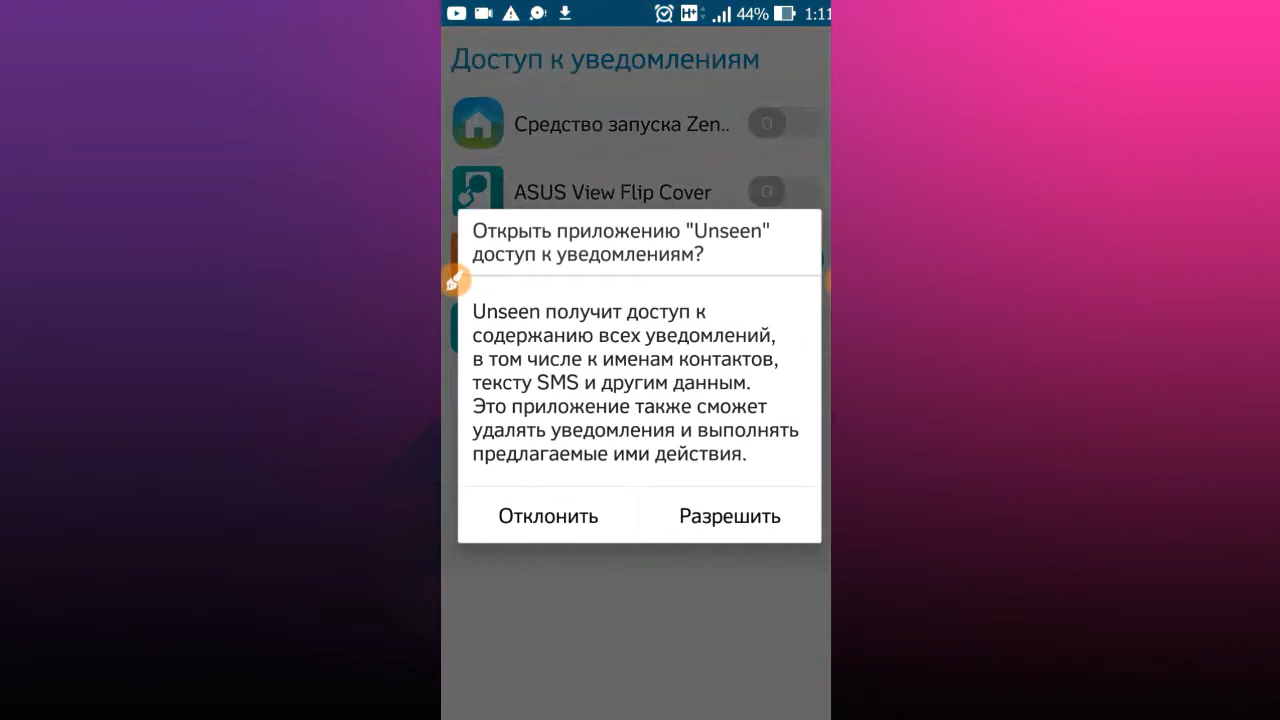 44% 1:11
Доступ к уведомлениям
Средство запуска Zen..
ASUS View Flip Cover
Открыть приложению "Unseen"
доступ к уведомлениям?
Unseen получит доступ к
содержанию всех уведомлений,
в том числе к именам контактов,
тексту SMS и другим данным.
Это приложение также сможет
удалять уведомления и выполнять
предлагаемые ими действия.
Отклонить Разрешить